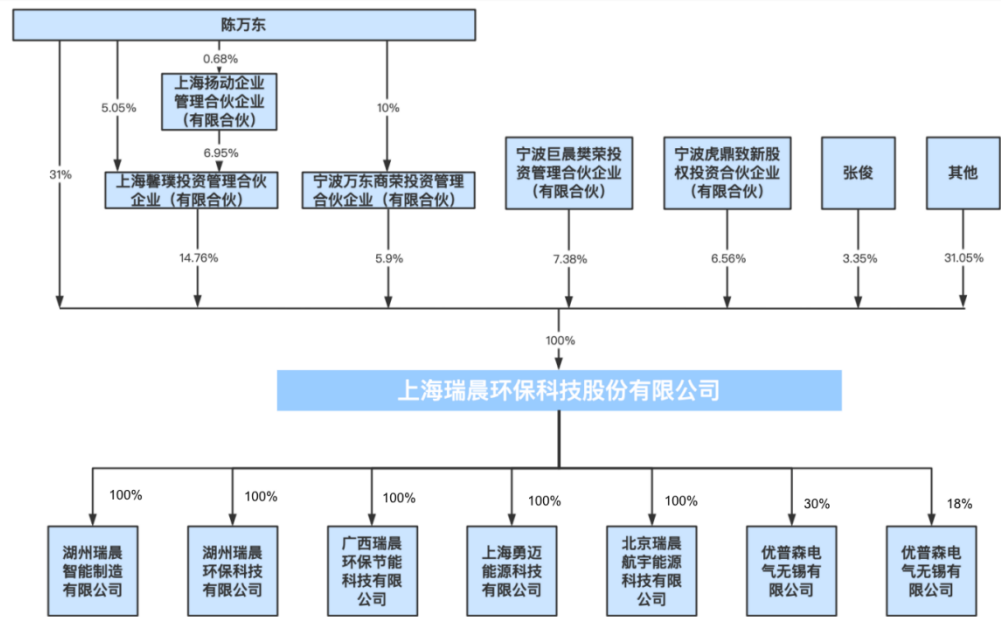 陈万东
0.68%
上海扬动企业
管理合伙企业
（有限合伙）
5.05%
10%
6.95%
31%
上海馨璞投资管理合伙
企业（有限合伙）
宁波万东商荣投资管理
合伙企业（有限合伙）
宁波巨晨樊荣投
资管理合伙企业
（有限合伙）
宁波虎鼎致新股
权投资合伙企业
（有限合伙）
张俊
其他
14.76%
5.9%
7.38%
6.56%
3.35%
31.05%
100%
上海瑞晨环保科技股份有限公司
100%
100%
100%
100%
100%
30%
18%
湖州瑞晨
智能制造
有限公司
湖州瑞晨
环保科技
有限公司
广西瑞晨
环保节能
科技有限
公司
上海勇迈
能源科技
有限公司
北京瑞晨
航宇能源
科技有限
公司
优普森电
气无锡有
限公司
优普森电
气无锡有
限公司